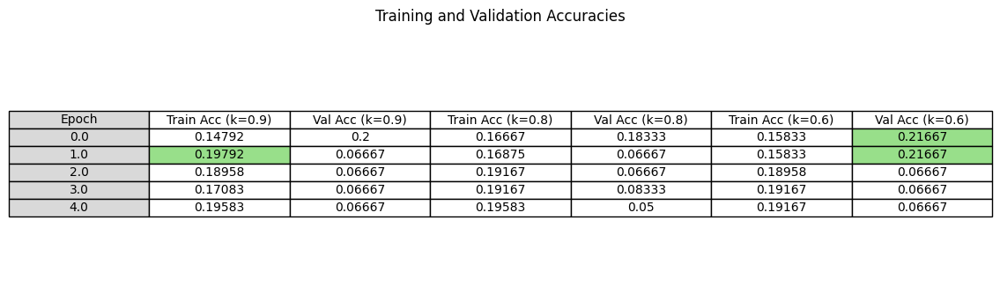 Training and Validation Accuracies
Epoch Train Acc (k=0.9) Val Acc (k=0.9) Train Acc (k=0.8) Val Acc (k=0.8) Train Acc (k=0.6) Val Acc (k=0.6)
0.0 0.14792 0.2 0.16667 0.18333 0.15833 0.21667
1.0 0.19792 0.06667 0.16875 0.06667 0.15833 0.21667
2.0 0.18958 0.06667 0.19167 0.06667 0.18958 0.06667
3.0 0.17083 0.06667 0.19167 0.08333 0.19167 0.06667
4.0 0.19583 0.06667 0.19583 0.05 0.19167 0.06667